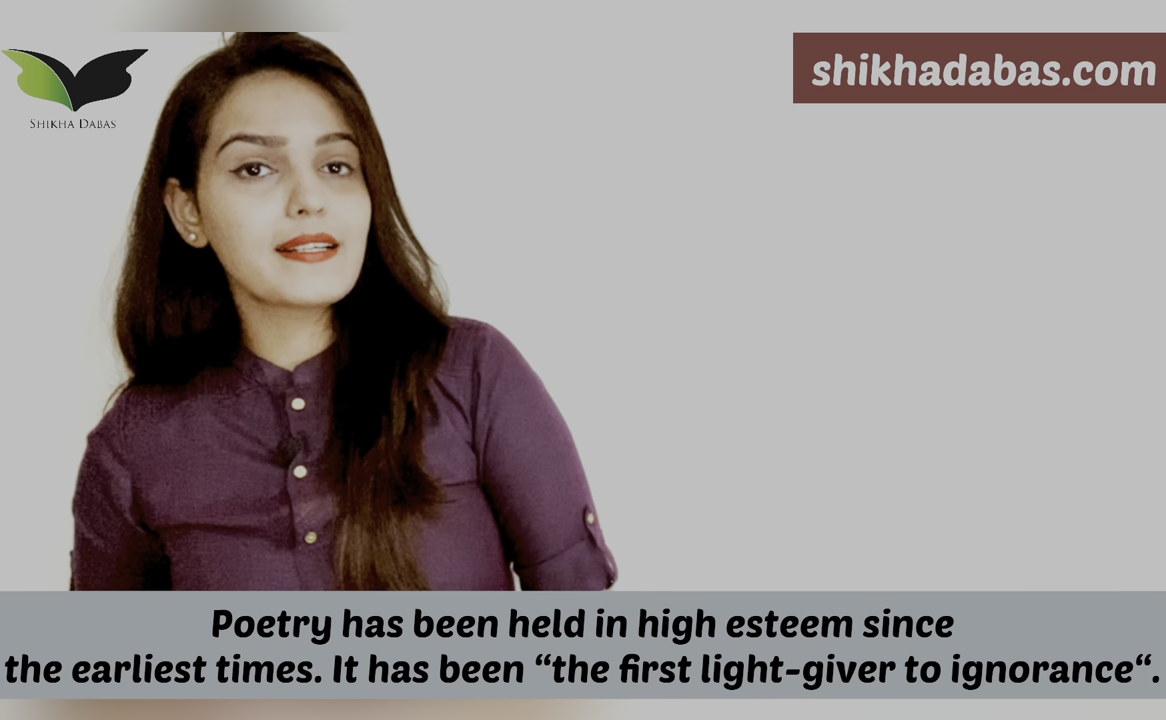 SHIKHA DABAS
shikhadabas.com
Poetry has been held in high esteem since
the earliest times. It has been “the first light-giver to ignorance“.